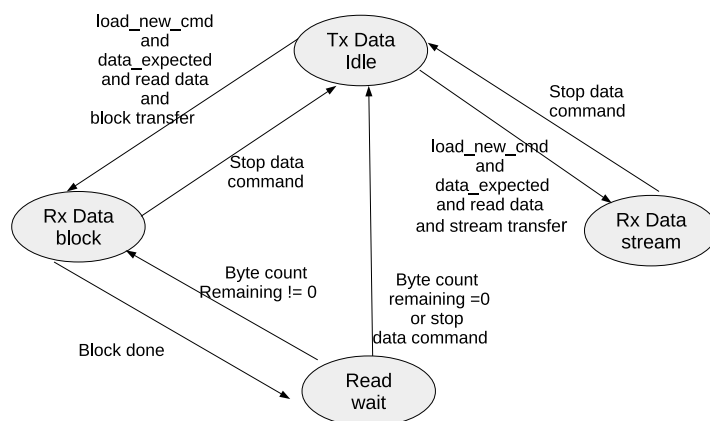 load_new_cmd
and
data_expected
and read data
and
block transfer
Tx Data
Idle
Stop data
command
Stop data
command
load_new_cmd
and
data_expected
and read data
and stream transfer
Rx Data
block
Rx Data
stream
Byte count
Remaining != 0
Byte count
remaining =0
or stop
data command
Block done
Read
wait